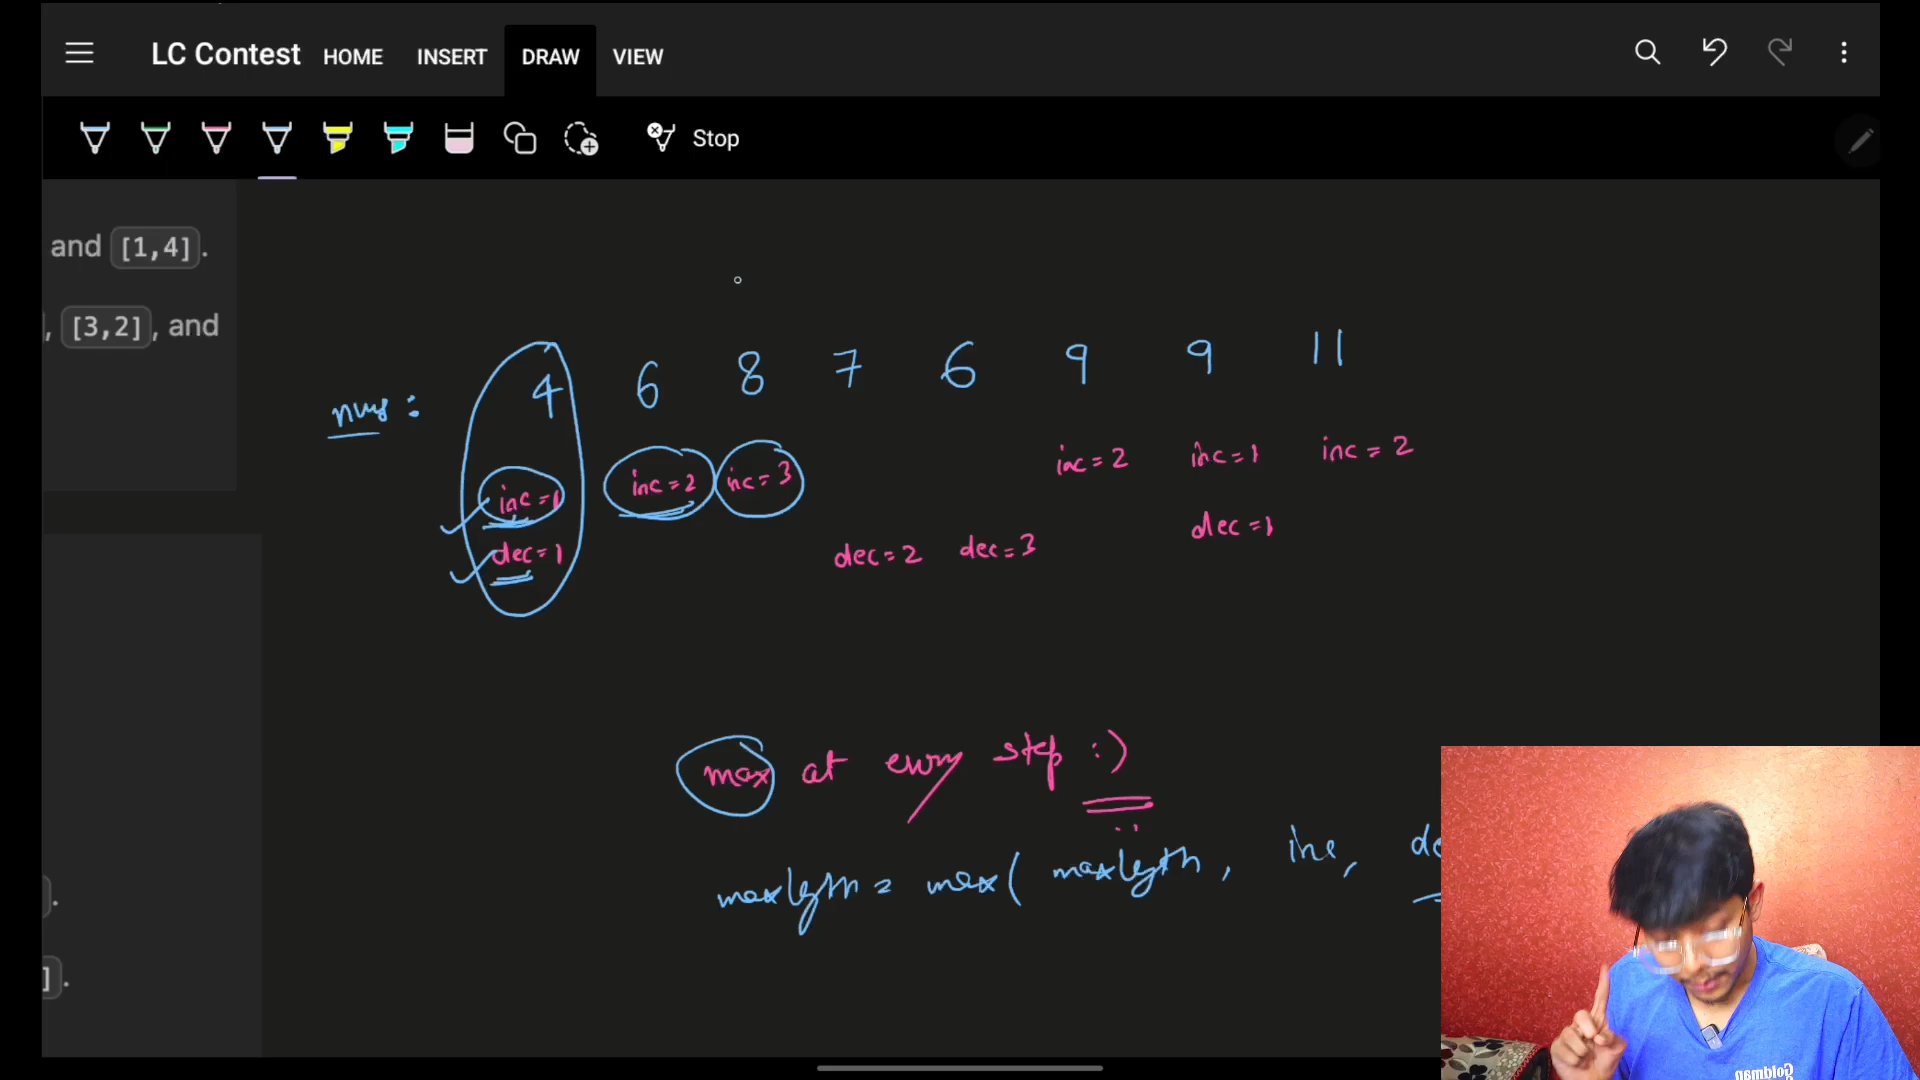 LC Contest HOME INSERT DRAW VIEW
Stop
and [1,4].
, [3,2], and
nums: 4 6 8 7 6 9 9 11
inc=1 inc=2 inc=3 inc=2 inc=1 inc=2
dec=1 dec=2 dec=3 dec=1
max at every step :)
maxlength = max( maxlength, inc, de
.
].
Goldman